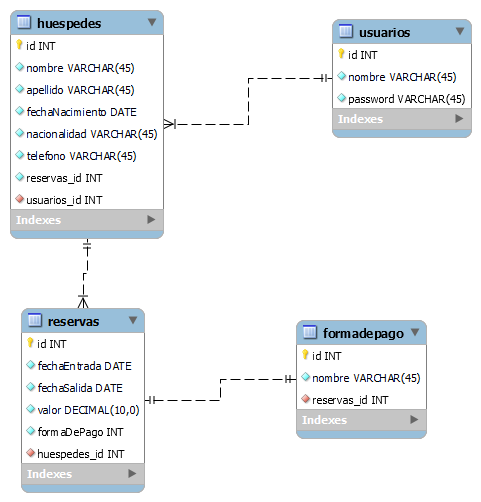 huespedes
id INT
nombre VARCHAR(45)
apellido VARCHAR(45)
fechaNacimiento DATE
nacionalidad VARCHAR(45)
telefono VARCHAR(45)
reservas_id INT
usuarios_id INT
Indexes
usuarios
id INT
nombre VARCHAR(45)
password VARCHAR(45)
Indexes
reservas
id INT
fechaEntrada DATE
fechaSalida DATE
valor DECIMAL(10,0)
formaDePago INT
huespedes_id INT
Indexes
formadepago
id INT
nombre VARCHAR(45)
reservas_id INT
Indexes